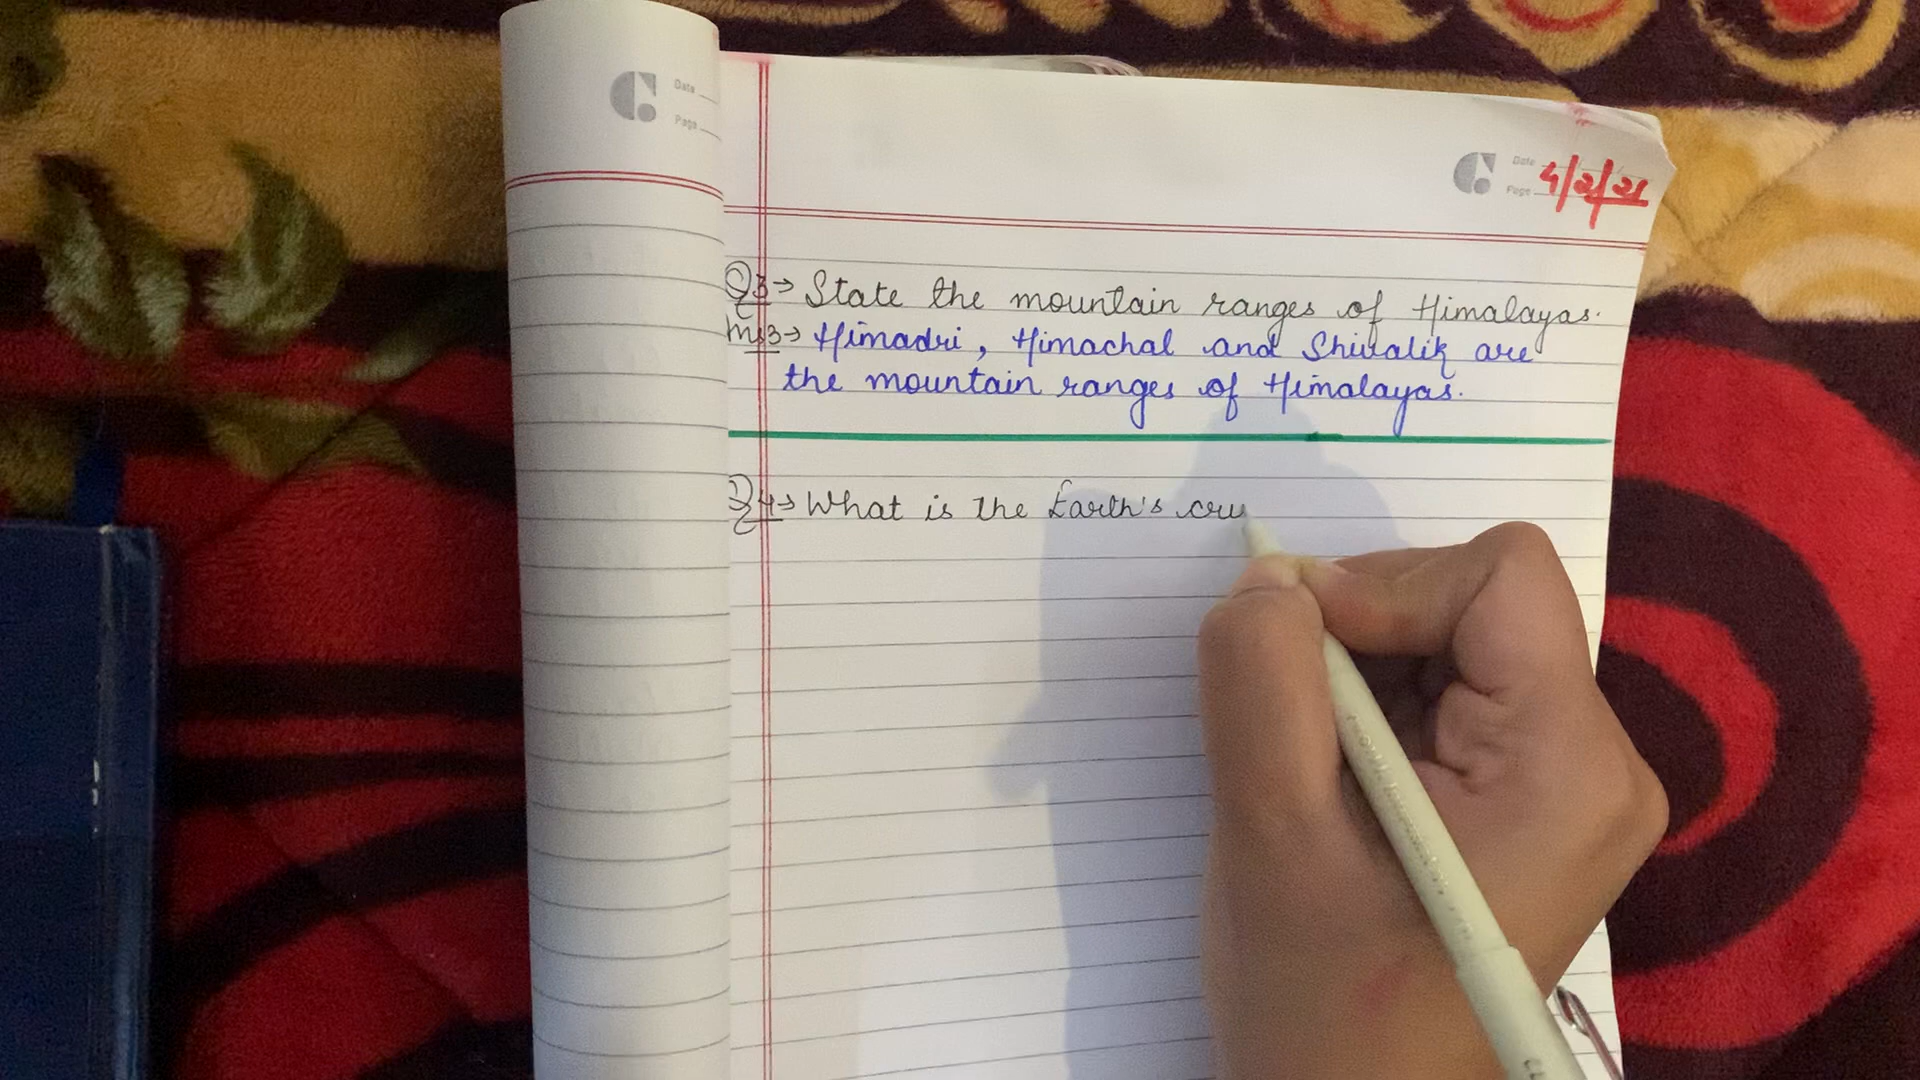 Date
Page
Date 4/2/21
Page
Q3→ State the mountain ranges of Himalayas.
Ans3→ Himadri, Himachal and Shivalik are
the mountain ranges of Himalayas.
Q4→ What is the Earth's cru